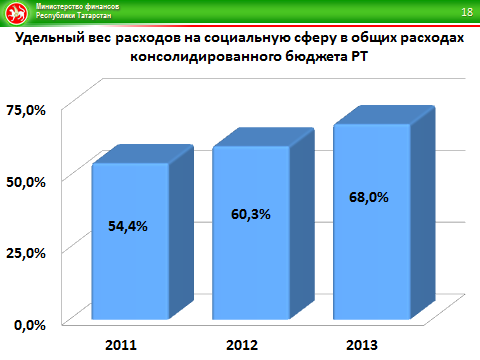 Министерство финансов
Республики Татарстан
18
Удельный вес расходов на социальную сферу в общих расходах
консолидированного бюджета РТ
75,0%
50,0%
25,0%
0,0%
54,4%
60,3%
68,0%
2011
2012
2013